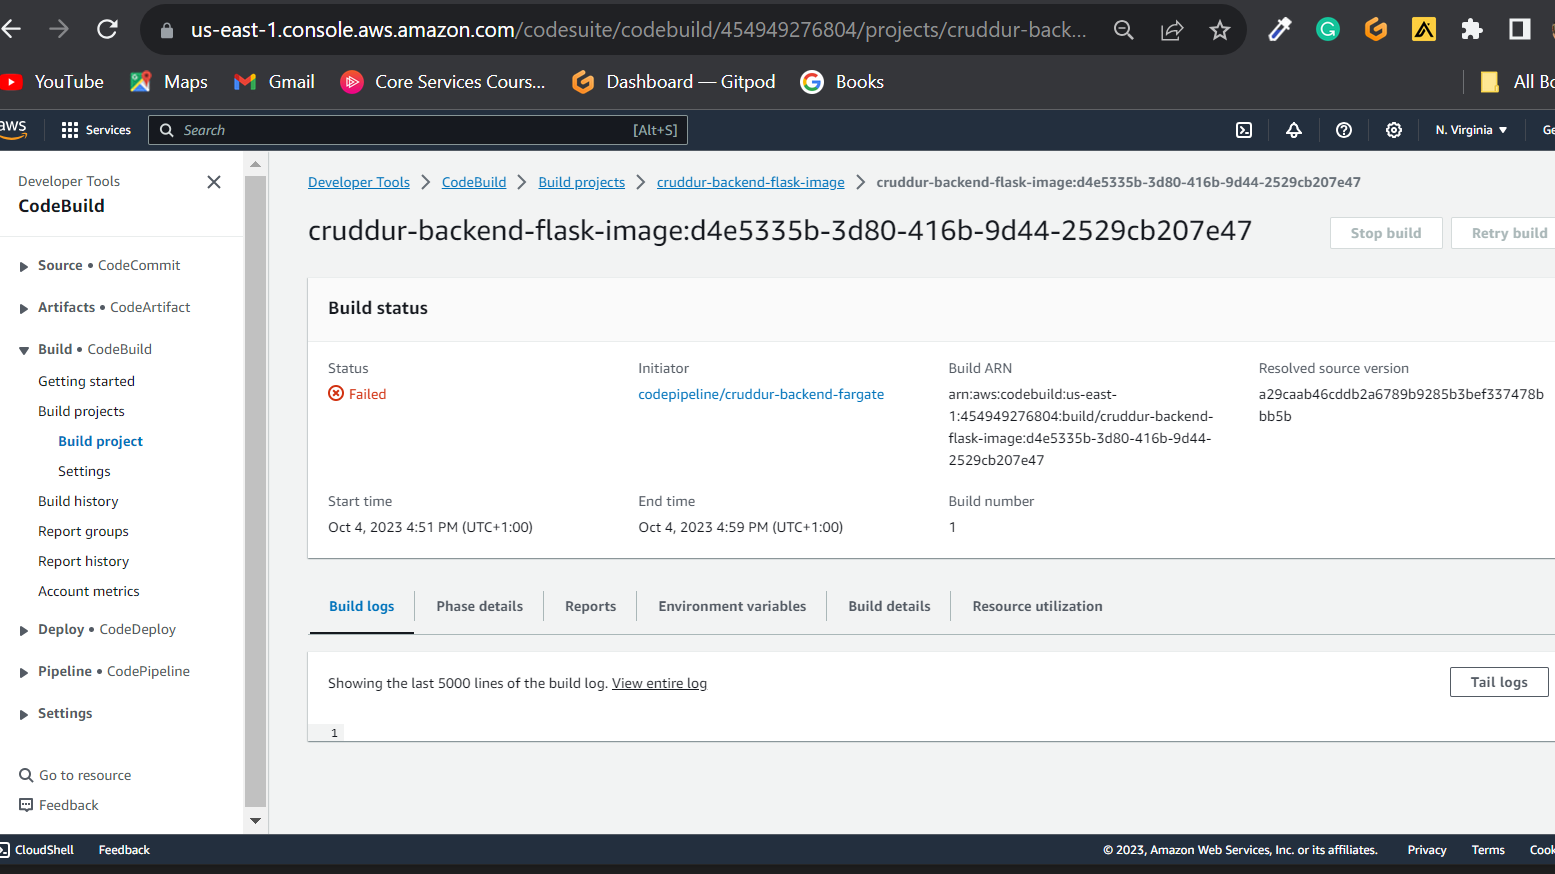 us-east-1.console.aws.amazon.com/codesuite/codebuild/454949276804/projects/cruddur-back...
YouTube Maps Gmail Core Services Cours... Dashboard — Gitpod Books All Bo
aws Services Search [Alt+S] N. Virginia Ge
Developer Tools
CodeBuild
Source • CodeCommit
Artifacts • CodeArtifact
Build • CodeBuild
Getting started
Build projects
Build project
Settings
Build history
Report groups
Report history
Account metrics
Deploy • CodeDeploy
Pipeline • CodePipeline
Settings
Go to resource
Feedback
Developer Tools CodeBuild Build projects cruddur-backend-flask-image cruddur-backend-flask-image:d4e5335b-3d80-416b-9d44-2529cb207e47
cruddur-backend-flask-image:d4e5335b-3d80-416b-9d44-2529cb207e47
Stop build Retry build
Build status
Status
Failed
Initiator
codepipeline/cruddur-backend-fargate
Build ARN
arn:aws:codebuild:us-east-
1:454949276804:build/cruddur-backend-
flask-image:d4e5335b-3d80-416b-9d44-
2529cb207e47
Resolved source version
a29caab46cddb2a6789b9285b3bef337478b
bb5b
Start time
Oct 4, 2023 4:51 PM (UTC+1:00)
End time
Oct 4, 2023 4:59 PM (UTC+1:00)
Build number
1
Build logs Phase details Reports Environment variables Build details Resource utilization
Showing the last 5000 lines of the build log. View entire log
Tail logs
1
CloudShell Feedback © 2023, Amazon Web Services, Inc. or its affiliates. Privacy Terms Cook